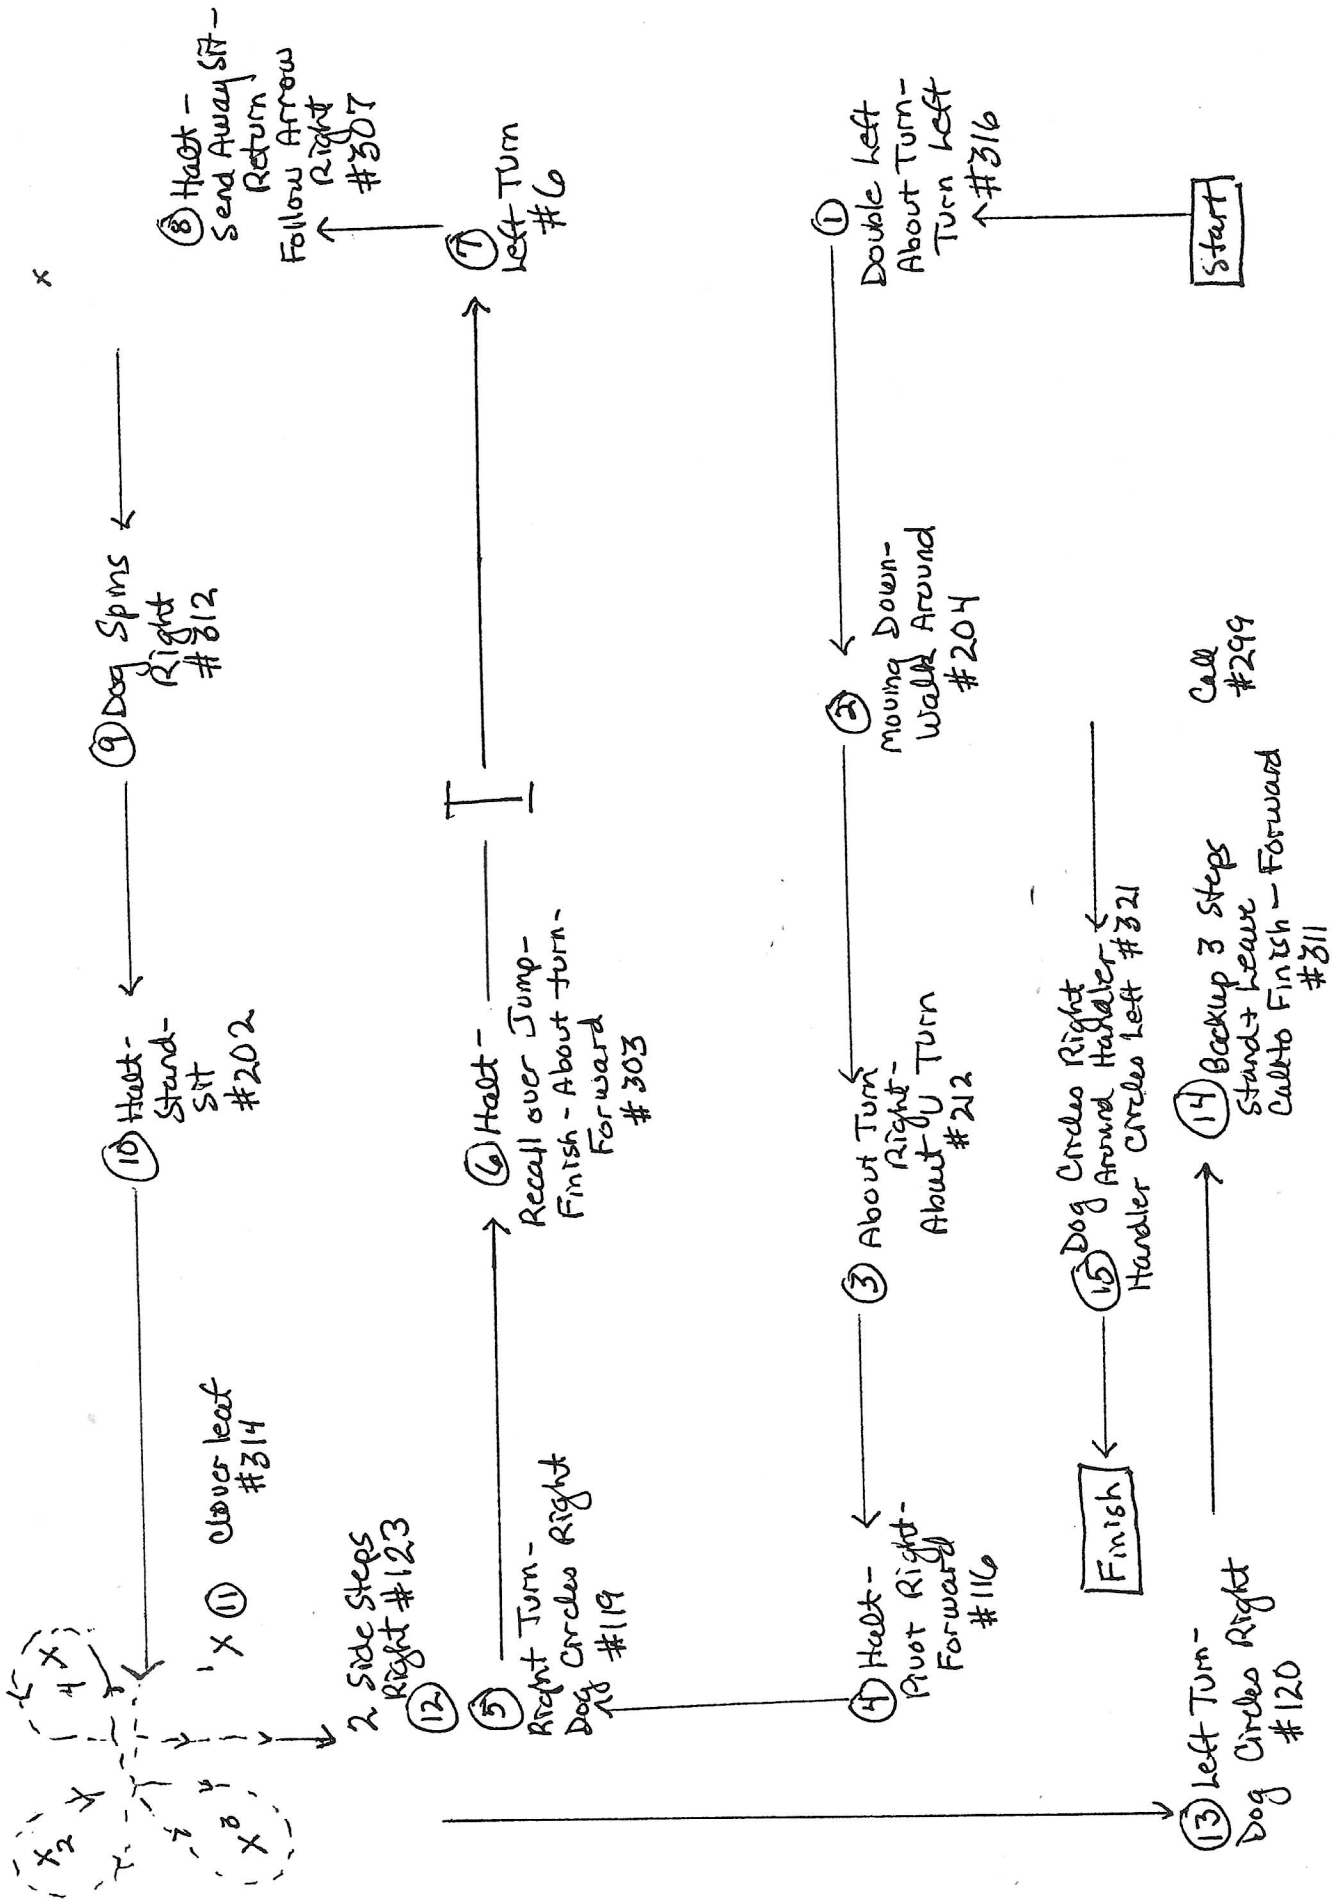 Start
① Double Left
About Turn-
Turn Left
#316
② Moving Down-
Walk Around
#204
③ About Turn
Right-
About U Turn
#212
④ Halt-
Pivot Right-
Forward
#116
⑤
Right Turn-
Dog Circles Right
#119
⑥ Halt-
Recall over Jump-
Finish-About turn-
Forward
#303
⑦
Left Turn
#6
⑧ Halt-
Send Away Sit-
Return
Follow Arrow
Right
#307
x
⑨ Dog Spins
Right
#312
⑩ Halt-
Stand-
Sit
#202
1 X ⑪ Cloverleaf
#314
X 2
X 3
4 X
2 Side Steps
Right #123
⑫
⑬ Left Turn-
Dog Circles Right
#120
⑭ Backup 3 Steps
Stand + Leave
Call to Finish - Forward
#311
Call
#299
⑮ Dog Circles Right
Around Handler
Handler Circles Left #321
Finish